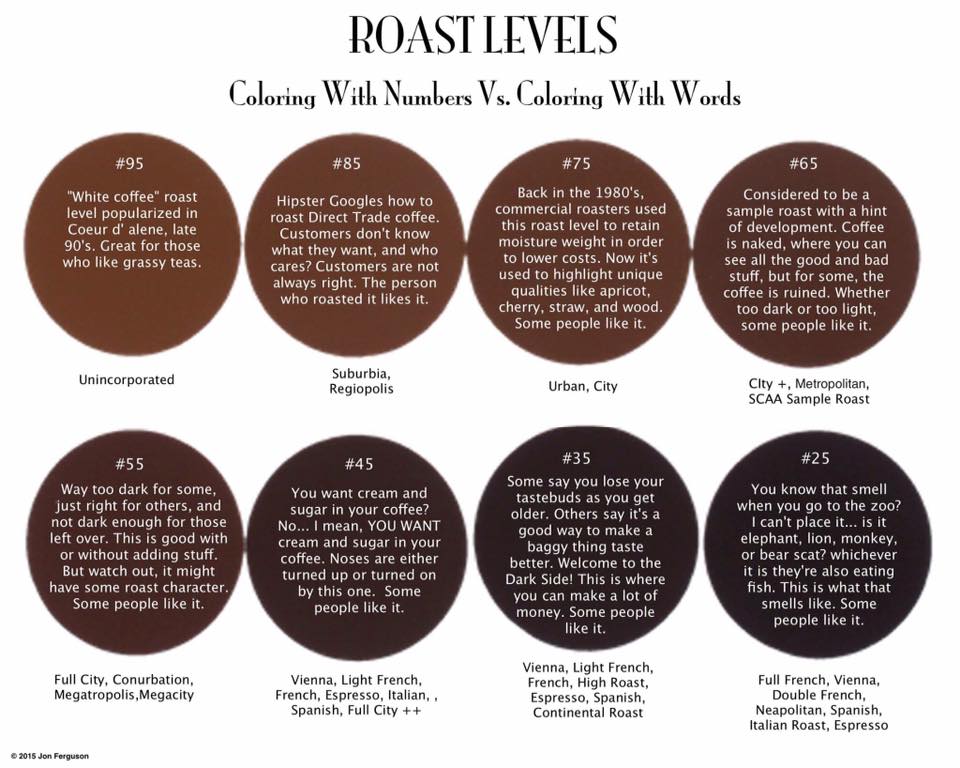 ROAST LEVELS
Coloring With Numbers Vs. Coloring With Words
#95
"White coffee" roast
level popularized in
Coeur d' alene, late
90's. Great for those
who like grassy teas.
Unincorporated
#85
Hipster Googles how to
roast Direct Trade coffee.
Customers don't know
what they want, and who
cares? Customers are not
always right. The person
who roasted it likes it.
Suburbia,
Regiopolis
#75
Back in the 1980's,
commercial roasters used
this roast level to retain
moisture weight in order
to lower costs. Now it's
used to highlight unique
qualities like apricot,
cherry, straw, and wood.
Some people like it.
Urban, City
#65
Considered to be a
sample roast with a hint
of development. Coffee
is naked, where you can
see all the good and bad
stuff, but for some, the
coffee is ruined. Whether
too dark or too light,
some people like it.
CIty +, Metropolitan,
SCAA Sample Roast
#55
Way too dark for some,
just right for others, and
not dark enough for those
left over. This is good with
or without adding stuff.
But watch out, it might
have some roast character.
Some people like it.
Full City, Conurbation,
Megatropolis,Megacity
#45
You want cream and
sugar in your coffee?
No... I mean, YOU WANT
cream and sugar in your
coffee. Noses are either
turned up or turned on
by this one. Some
people like it.
Vienna, Light French,
French, Espresso, Italian, ,
Spanish, Full City ++
#35
Some say you lose your
tastebuds as you get
older. Others say it's a
good way to make a
baggy thing taste
better. Welcome to the
Dark Side! This is where
you can make a lot of
money. Some people
like it.
Vienna, Light French,
French, High Roast,
Espresso, Spanish,
Continental Roast
#25
You know that smell
when you go to the zoo?
I can't place it... is it
elephant, lion, monkey,
or bear scat? whichever
it is they're also eating
fish. This is what that
smells like. Some
people like it.
Full French, Vienna,
Double French,
Neapolitan, Spanish,
Italian Roast, Espresso
© 2015 Jon Ferguson